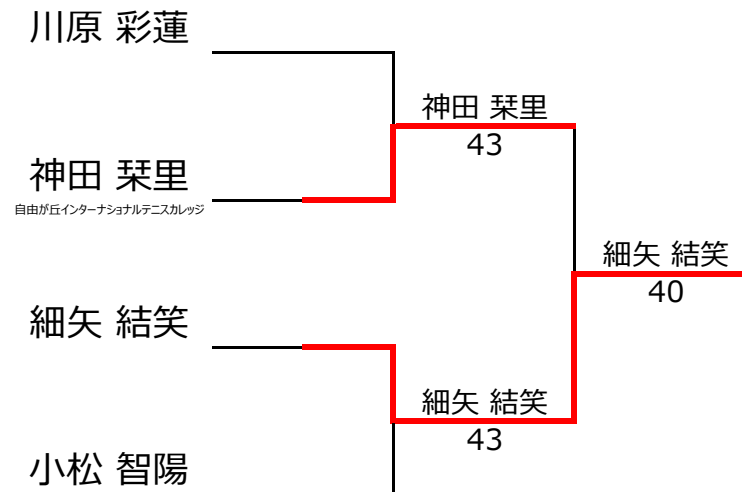 川原 彩蓮
神田 栞里
43
神田 栞里
自由が丘インターナショナルテニスカレッジ
細矢 結笑
40
細矢 結笑
細矢 結笑
43
小松 智陽